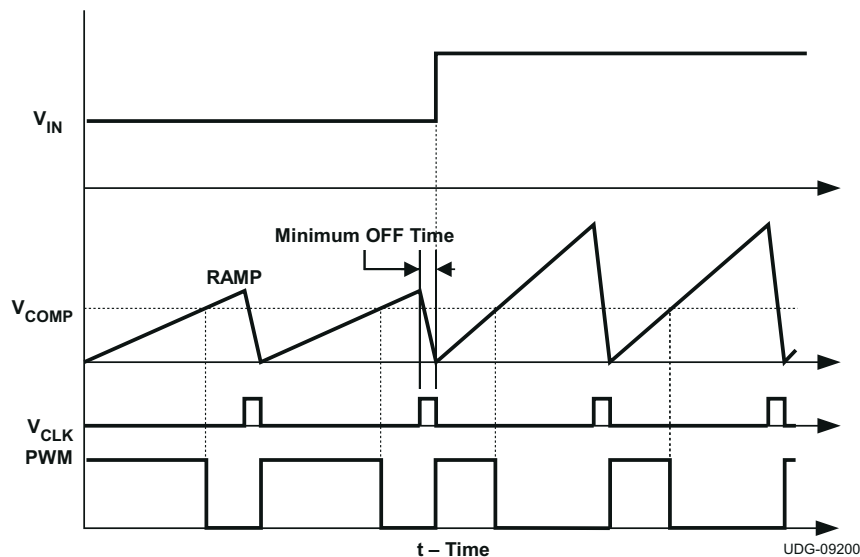 V_IN
Minimum OFF Time
RAMP
V_COMP
V_CLK
PWM
t – Time
UDG-09200